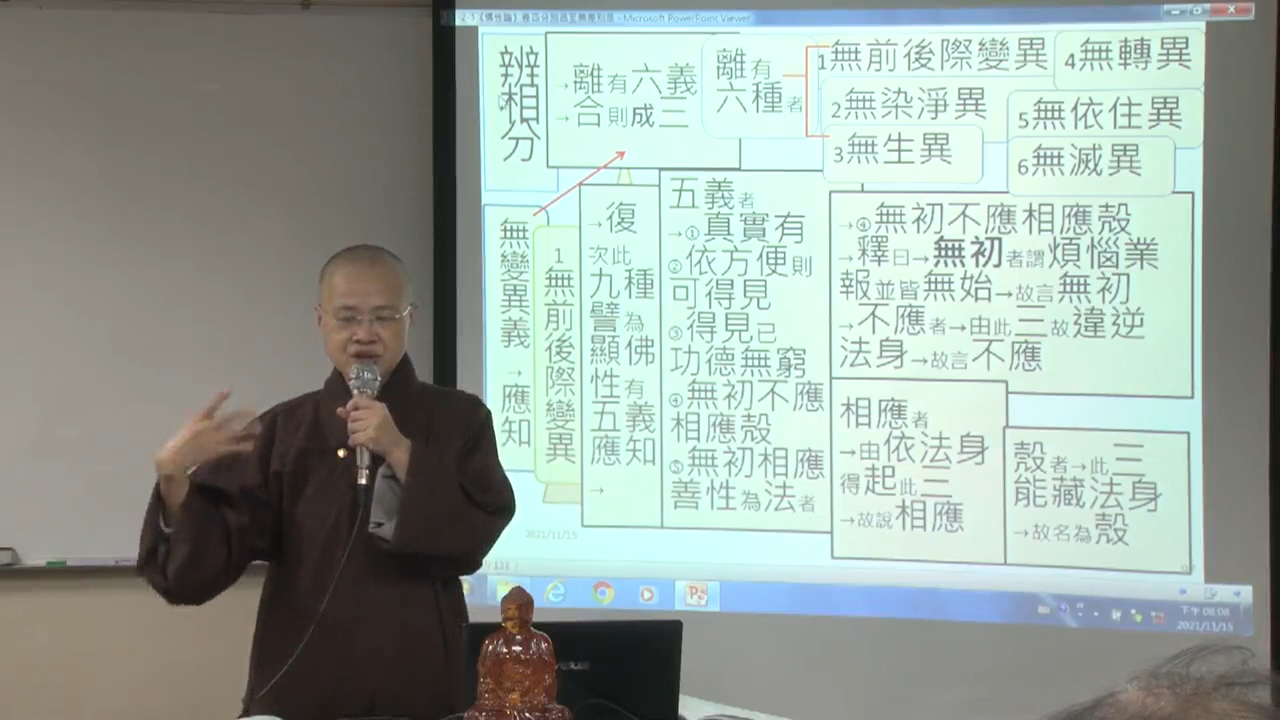 2-3《佛性論》卷四分別品至無變別品 - Microsoft PowerPoint Viewer
辨相分
→離有六義
→合則成三
離有
六種者
1無前後際變異
2無染淨異
3無生異
4無轉異
5無依住異
6無滅異
無變異義→應知
1無前後際變異
→復
次此
九種
譬為
顯佛
性有
五義
應知
→
五義者
→①真實有
②依方便則
可得見
③得見已
功德無窮
④無初不應
相應殼
⑤無初相應
善性為法者
→④無初不應相應殼
→釋曰→無初者謂煩惱業
報並皆無始→故言無初
→不應者→由此三故違逆
法身→故言不應
相應者
→由依法身
得起此三
→故說相應
殼者→此三
能藏法身
→故名為殼
2021/11/15
下午 08:08
2021/11/15